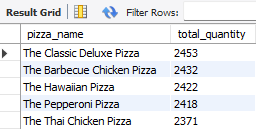 Result Grid Filter Rows:
pizza_name total_quantity
The Classic Deluxe Pizza 2453
The Barbecue Chicken Pizza 2432
The Hawaiian Pizza 2422
The Pepperoni Pizza 2418
The Thai Chicken Pizza 2371